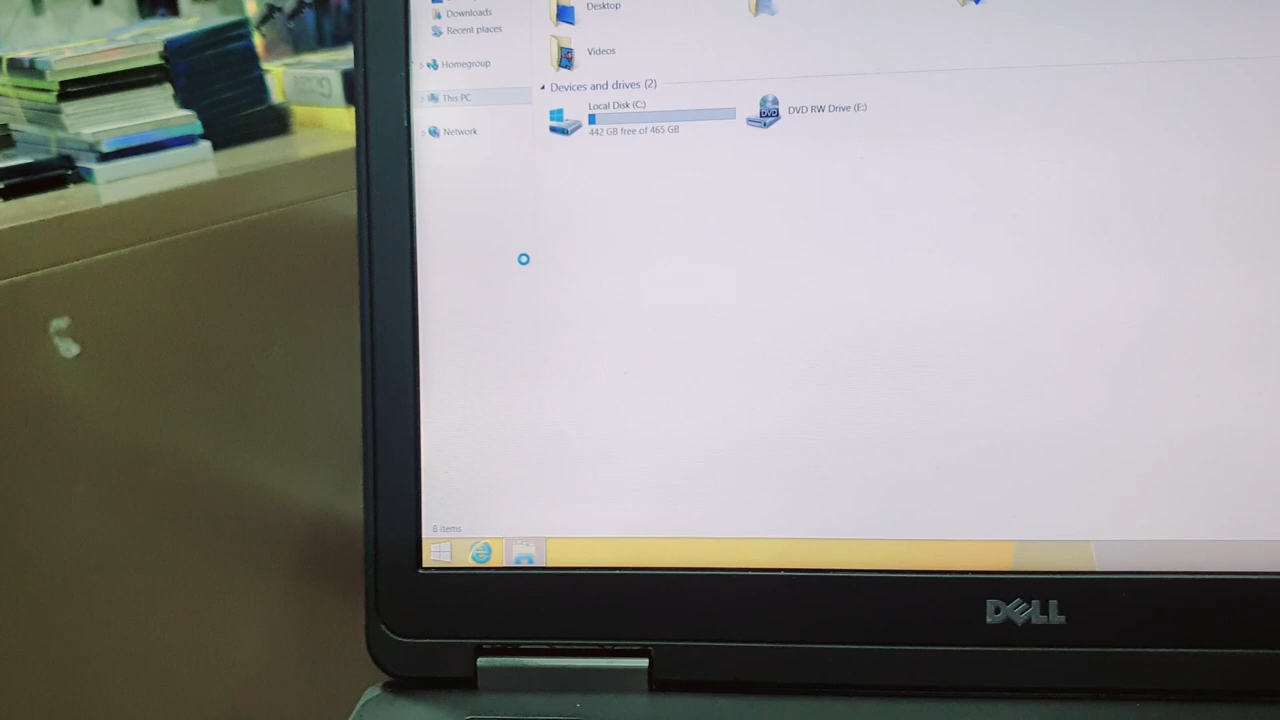 Downloads
Desktop
Recent places
Videos
Homegroup
Devices and drives (2)
This PC
Local Disk (C:)
DVD RW Drive (E:)
442 GB free of 465 GB
Network
8 items
DELL